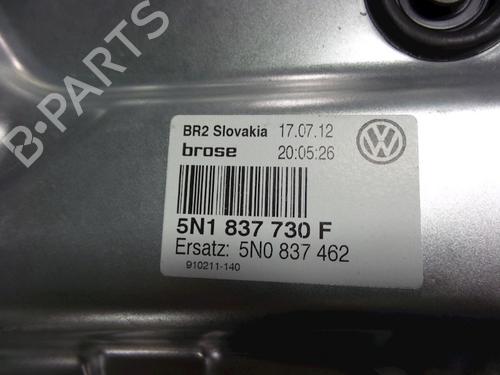 B-PARTS
BR2 Slovakia 17.07.12
brose 20:05:26
5N1 837 730 F
Ersatz: 5N0 837 462
910211-140